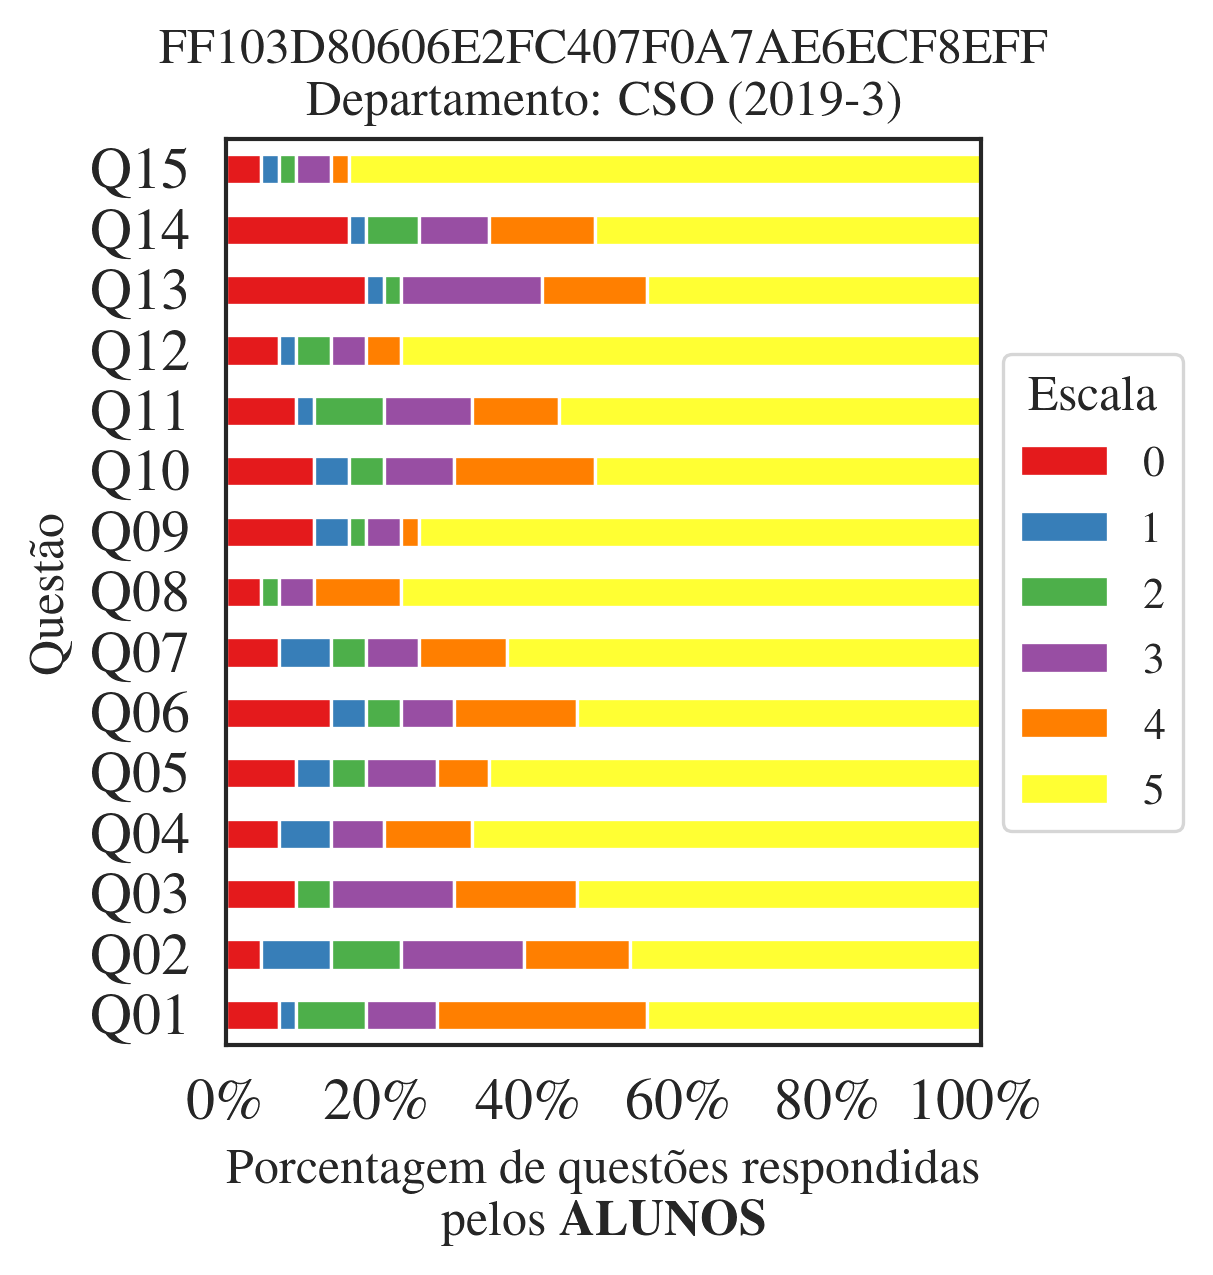 FF103D80606E2FC407F0A7AE6ECF8EFF
Departamento: CSO (2019-3)
Q15
Q14
Q13
Q12
Q11
Q10
Q09
Q08
Q07
Q06
Q05
Q04
Q03
Q02
Q01
Questão
0% 20% 40% 60% 80% 100%
Porcentagem de questões respondidas
pelos ALUNOS
Escala
0
1
2
3
4
5